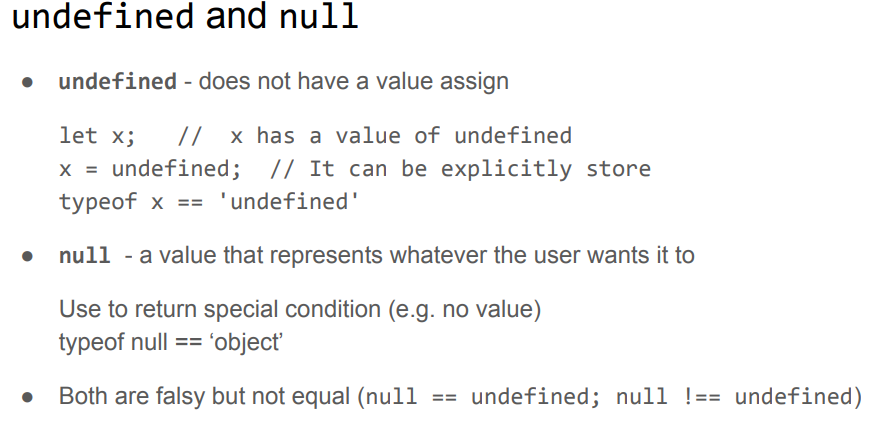 undefined and null
● undefined - does not have a value assign
let x;   //  x has a value of undefined
x = undefined;  // It can be explicitly store
typeof x == 'undefined'
● null  - a value that represents whatever the user wants it to
Use to return special condition (e.g. no value)
typeof null == ‘object’
● Both are falsy but not equal (null == undefined; null !== undefined)